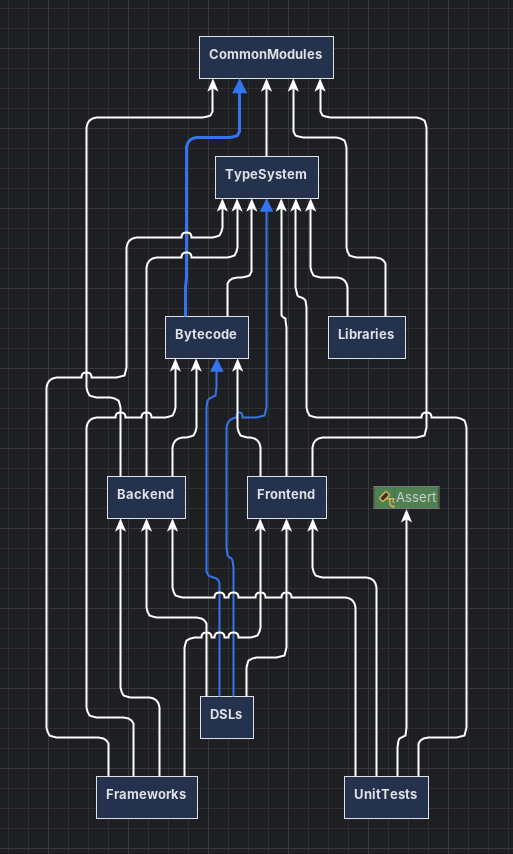 CommonModules
TypeSystem
Bytecode
Libraries
Backend
Frontend
Assert
DSLs
Frameworks
UnitTests